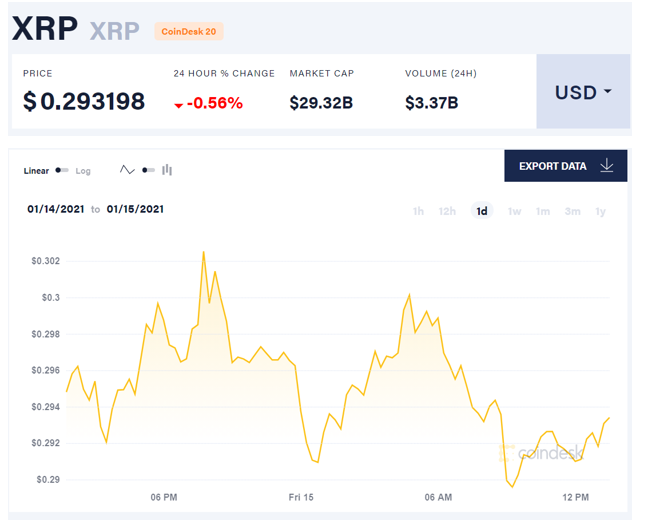 XRP XRP CoinDesk 20
PRICE 24 HOUR % CHANGE MARKET CAP VOLUME (24H)
$0.293198 -0.56% $29.32B $3.37B USD
Linear Log EXPORT DATA
01/14/2021 to 01/15/2021 1h 12h 1d 1w 1m 3m 1y
$0.302
$0.3
$0.298
$0.296
$0.294
$0.292
coindesk
$0.29
06 PM Fri 15 06 AM 12 PM